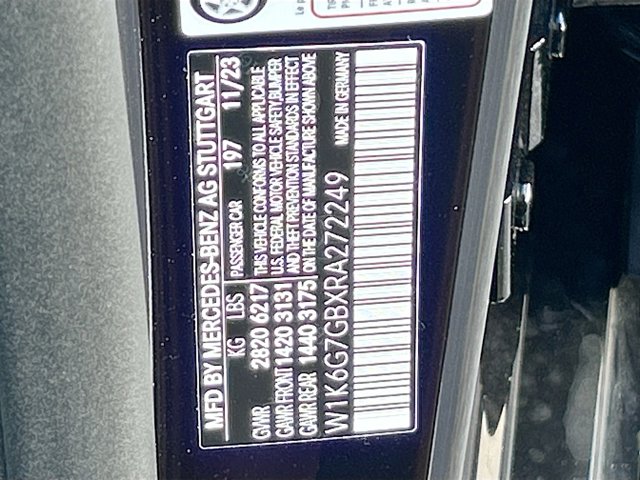 MFD BY MERCEDES-BENZ AG STUTTGART
KG LBS PASSENGER CAR 197 11/23
GVWR 2820 6217 THIS VEHICLE CONFORMS TO ALL APPLICABLE
U.S. FEDERAL MOTOR VEHICLE SAFETY, BUMPER
GAWR FRONT 1420 3131 AND THEFT PREVENTION STANDARDS IN EFFECT
GAWR REAR 1440 3175 ON THE DATE OF MANUFACTURE SHOWN ABOVE
W1K6G7GBXRA272249 MADE IN GERMANY